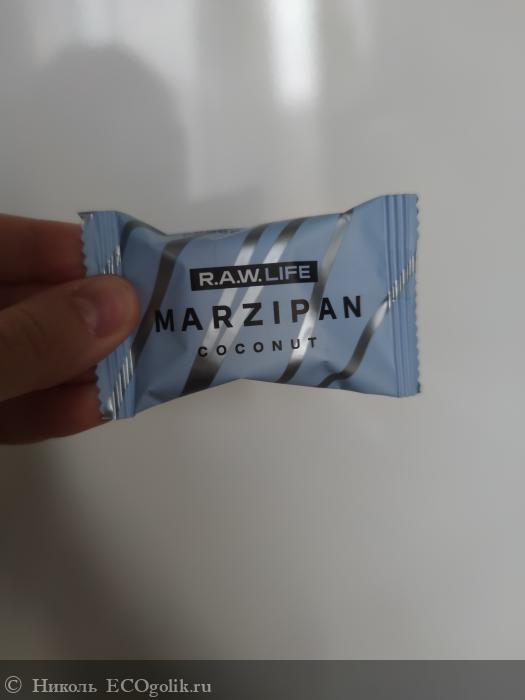 R.A.W. LIFE
MARZIPAN
COCONUT
© Николь ECOgolik.ru